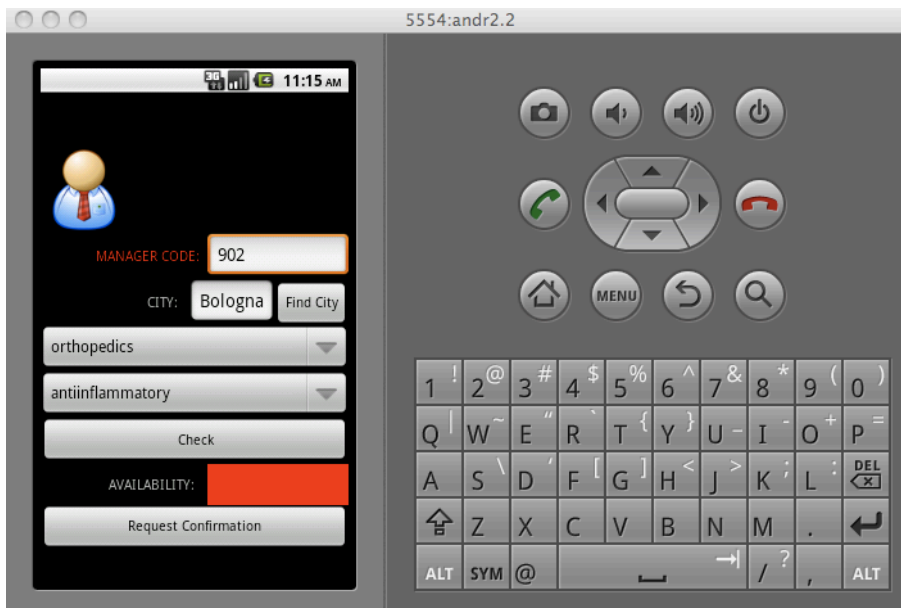 5554:andr2.2
3G 11:15 AM
MANAGER CODE: 902
CITY: Bologna Find City
orthopedics
antiinflammatory
Check
AVAILABILITY:
Request Confirmation
MENU
1 ! 2 @ 3 # 4 $ 5 % 6 ^ 7 & 8 * 9 ( 0 )
Q | W ~ E " R ` T { Y } U - I - O + P =
A S \ D ' F [ G ] H < J > K ; L : DEL
Z X C V B N M .
ALT SYM @ / ? , ALT